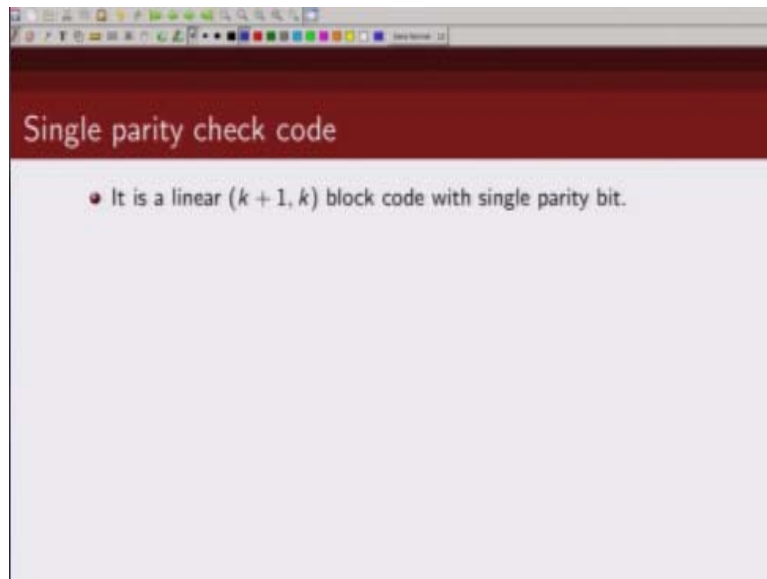 Single parity check code
It is a linear (k + 1, k) block code with single parity bit.